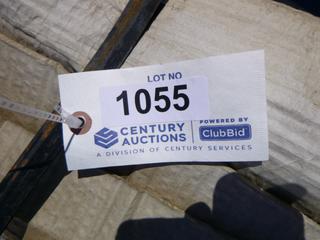 LOT NO
1055
CENTURY AUCTIONS
POWERED BY
ClubBid
A DIVISION OF CENTURY SERVICES